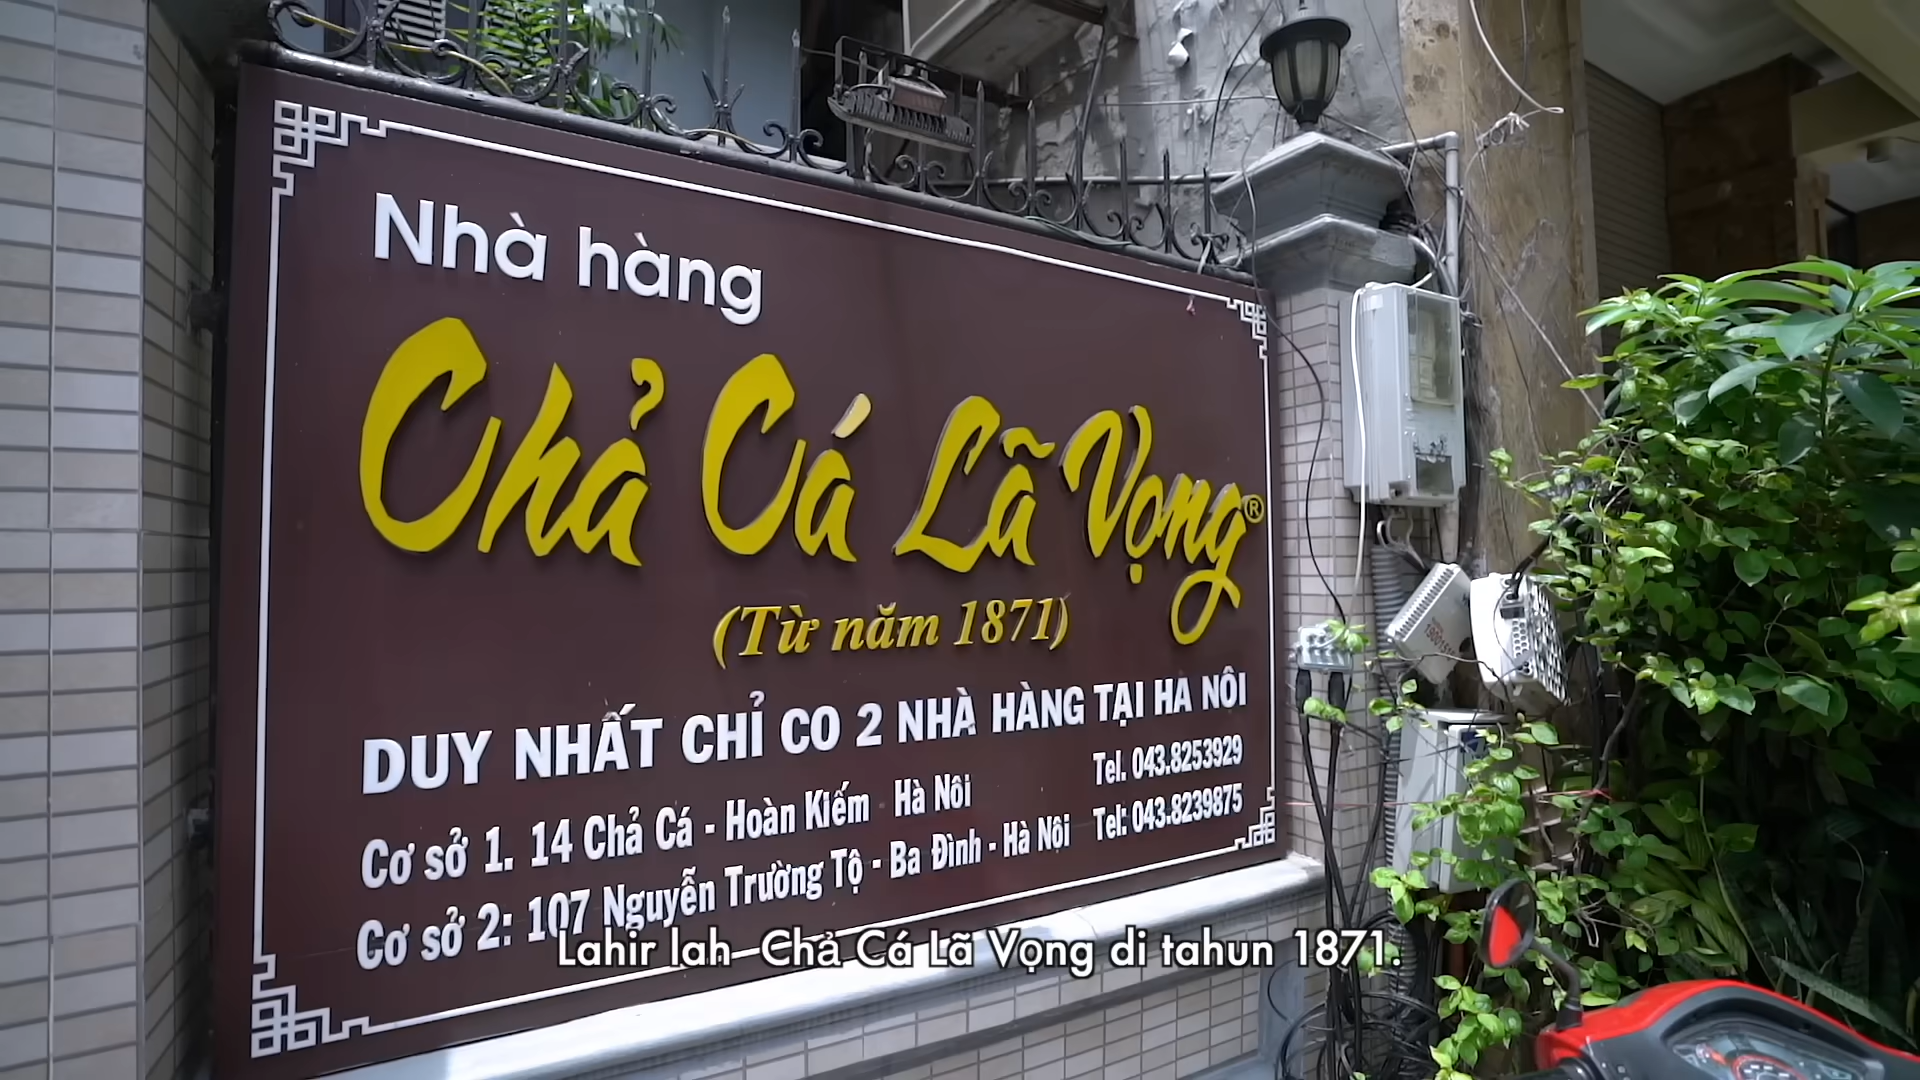 Nhà hàng
Chả Cá Lã Vọng®
(Từ năm 1871)
DUY NHẤT CHỈ CO 2 NHÀ HÀNG TẠI HA NÔI
Cơ sở 1. 14 Chả Cá - Hoàn Kiếm Hà Nôi Tel. 043.8253929
Cơ sở 2: 107 Nguyễn Trường Tộ - Ba Đình - Hà Nội Tel: 043.8239875
Lahir lah Chả Cá Lã Vọng di tahun 1871.